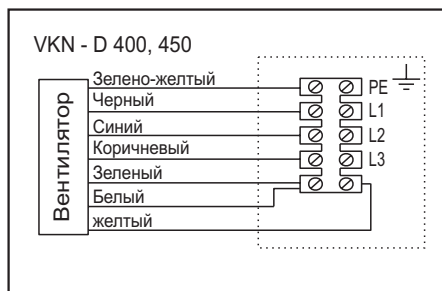 VKN - D 400, 450
Вентилятор
Зелено-желтый
Черный
Синий
Коричневый
Зеленый
Белый
желтый
PE
L1
L2
L3